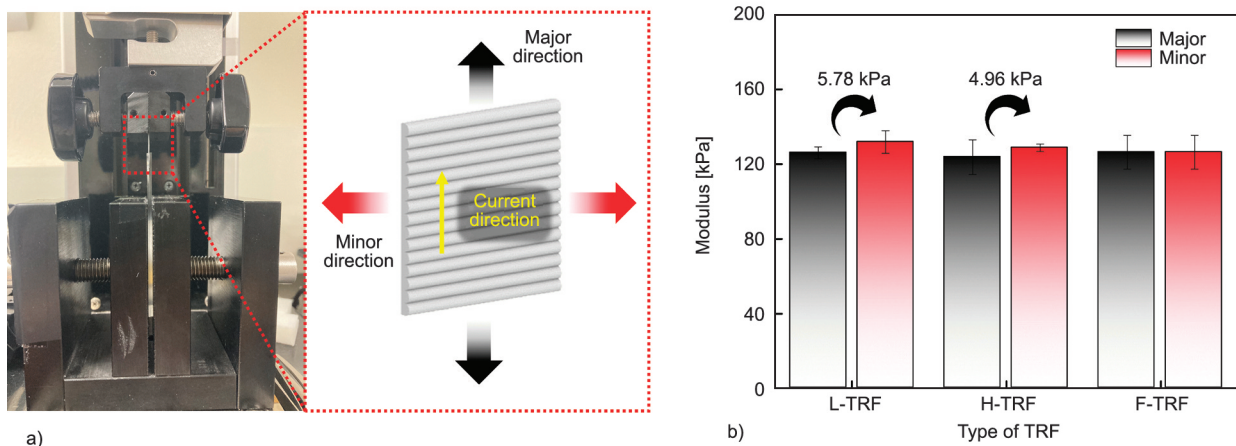 Major
direction
Current
direction
Minor
direction
a)
200
160
120
80
40
0
Modulus [kPa]
Major
Minor
5.78 kPa
4.96 kPa
L-TRF
H-TRF
F-TRF
Type of TRF
b)